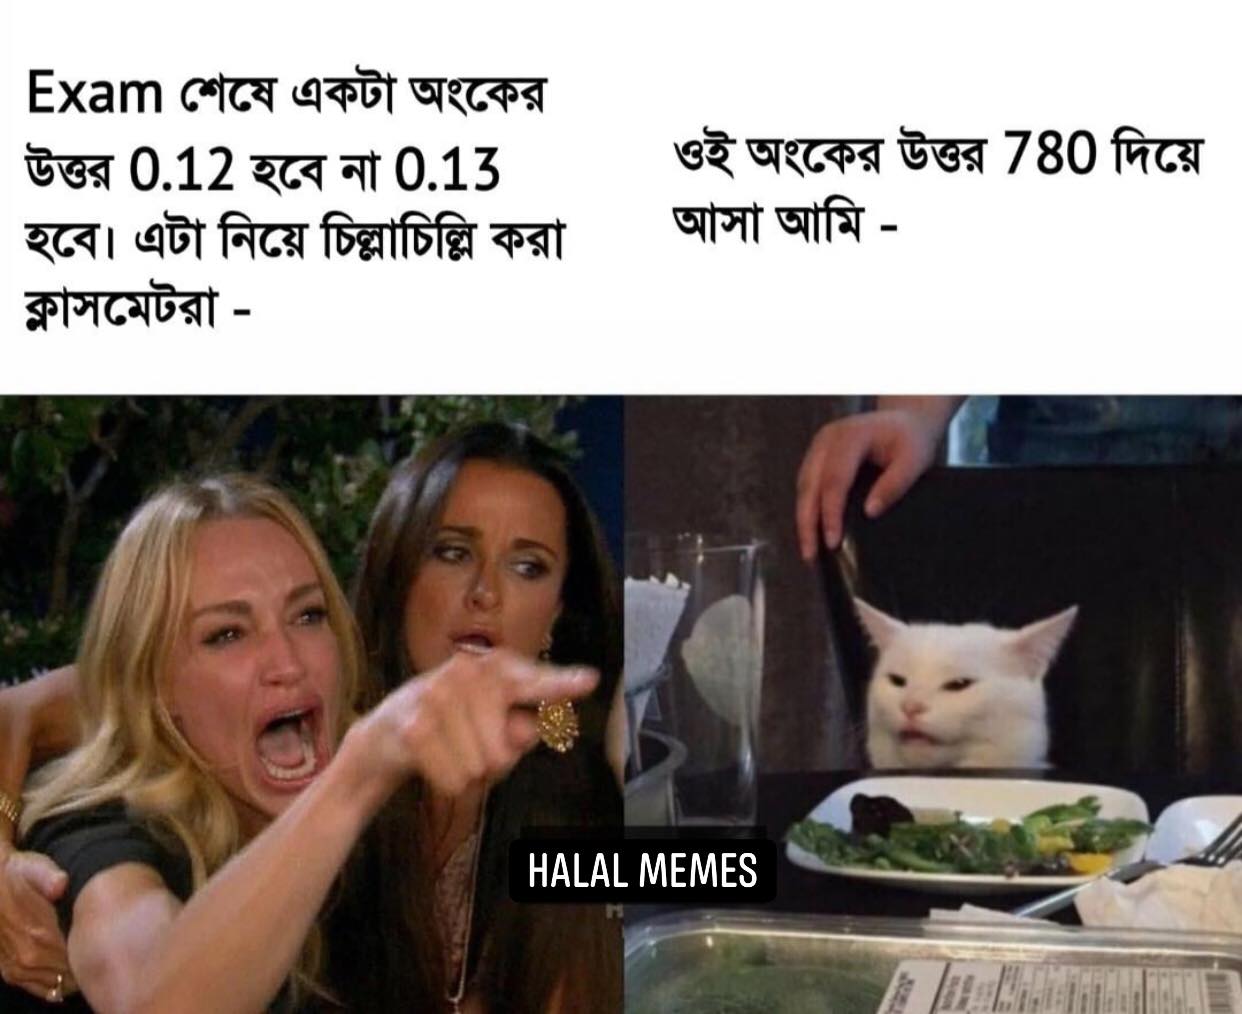 Exam শেষে একটা অংকের
উত্তর 0.12 হবে না 0.13
হবে। এটা নিয়ে চিল্লাচিল্লি করা
ক্লাসমেটরা -
ওই অংকের উত্তর 780 দিয়ে
আসা আমি -
HALAL MEMES